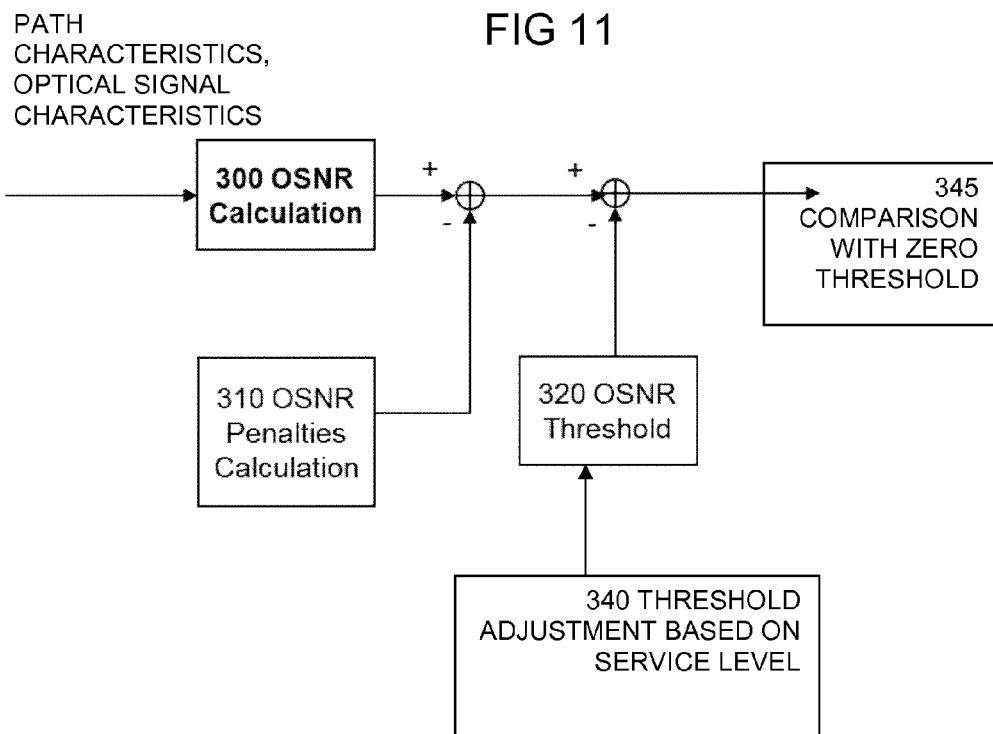 PATH
CHARACTERISTICS,
OPTICAL SIGNAL
CHARACTERISTICS
FIG 11
300 OSNR
Calculation
+
-
+
-
345
COMPARISON
WITH ZERO
THRESHOLD
310 OSNR
Penalties
Calculation
320 OSNR
Threshold
340 THRESHOLD
ADJUSTMENT BASED ON
SERVICE LEVEL